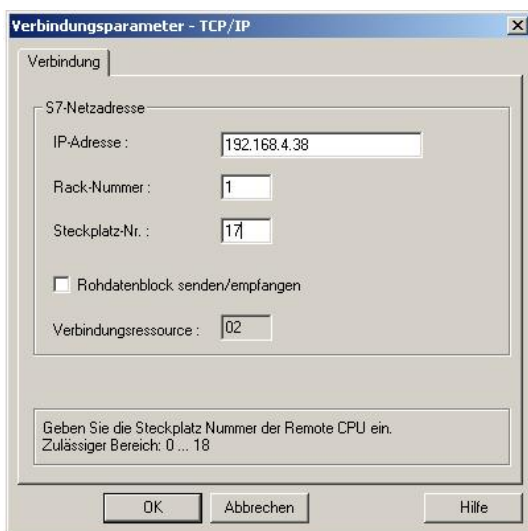 Verbindungsparameter - TCP/IP
Verbindung
S7-Netzadresse
IP-Adresse : 192.168.4.38
Rack-Nummer : 1
Steckplatz-Nr. : 17
Rohdatenblock senden/empfangen
Verbindungsressource : 02
Geben Sie die Steckplatz Nummer der Remote CPU ein.
Zulässiger Bereich: 0 ... 18
OK Abbrechen Hilfe